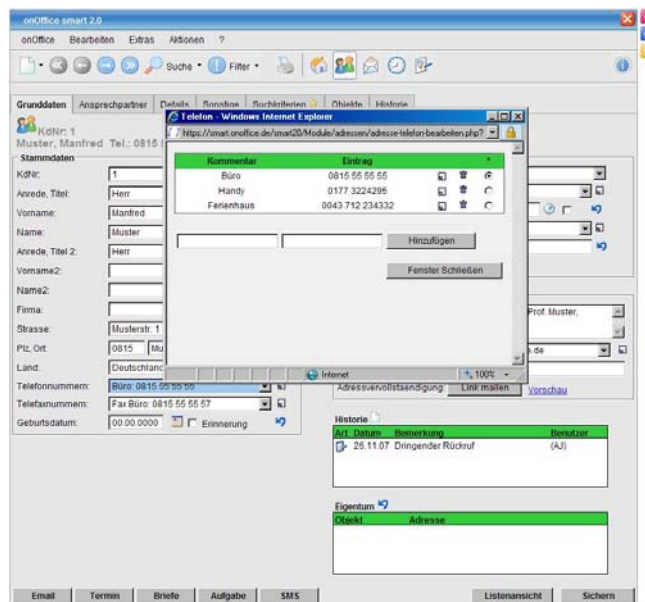 onOffice smart 2.0
onOffice Bearbeiten Extras Aktionen ?
Suche Filter
Grunddaten Ansprechpartner Details Sonstige Suchkriterien Objekte Historie
KdNr: 1
Muster, Manfred Tel.: 0815
Telefon - Windows Internet Explorer
https://smart.onoffice.de/smart20/Module/adressen/adresse-telefon-bearbeiten.php?
Kommentar Eintrag *
Büro 0815 55 55 55
Handy 0177 3224295
Ferienhaus 0043 712 234332
Hinzufügen
Fenster Schließen
Internet 100%
Stammdaten
KdNr: 1
Anrede, Titel: Herr
Vorname: Manfred
Name: Muster
Anrede, Titel 2: Herr
Vorname2:
Name2:
Firma:
Strasse: Musterstr. 1
Plz, Ort: 0815 Mu
Land: Deutschland
Telefonnummern: Büro: 0815 55 55 55
Telefaxnummern: Fax Büro: 0815 55 55 57
Geburtsdatum: 00.00.0000 Erinnerung
Prof. Muster,
e.de
Adressvervollstaendigung: Link mailen Vorschau
Historie
Art Datum Bemerkung Benutzer
26.11.07 Dringender Rückruf (AJ)
Eigentum
Objekt Adresse
Email Termin Briefe Aufgabe SMS Listenansicht Sichern